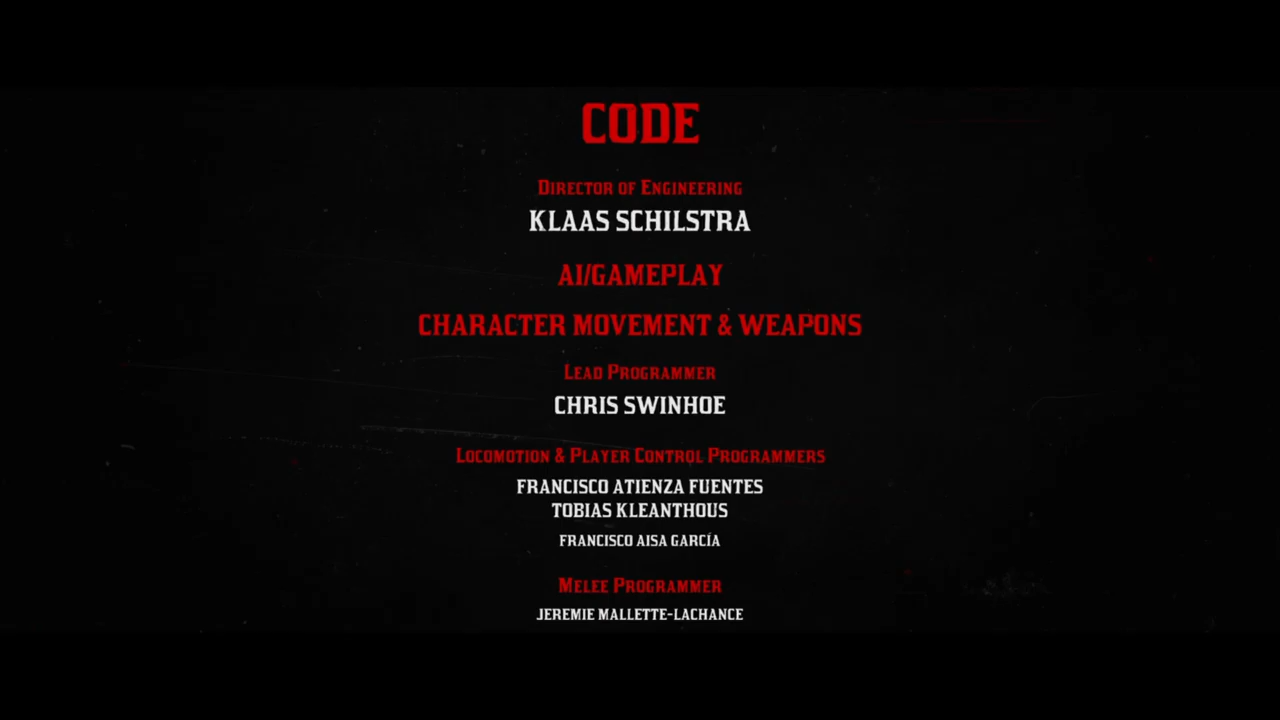 CODE
DIRECTOR OF ENGINEERING
KLAAS SCHILSTRA
AI/GAMEPLAY
CHARACTER MOVEMENT & WEAPONS
LEAD PROGRAMMER
CHRIS SWINHOE
LOCOMOTION & PLAYER CONTROL PROGRAMMERS
FRANCISCO ATIENZA FUENTES
TOBIAS KLEANTHOUS
FRANCISCO AISA GARCÍA
MELEE PROGRAMMER
JEREMIE MALLETTE-LACHANCE